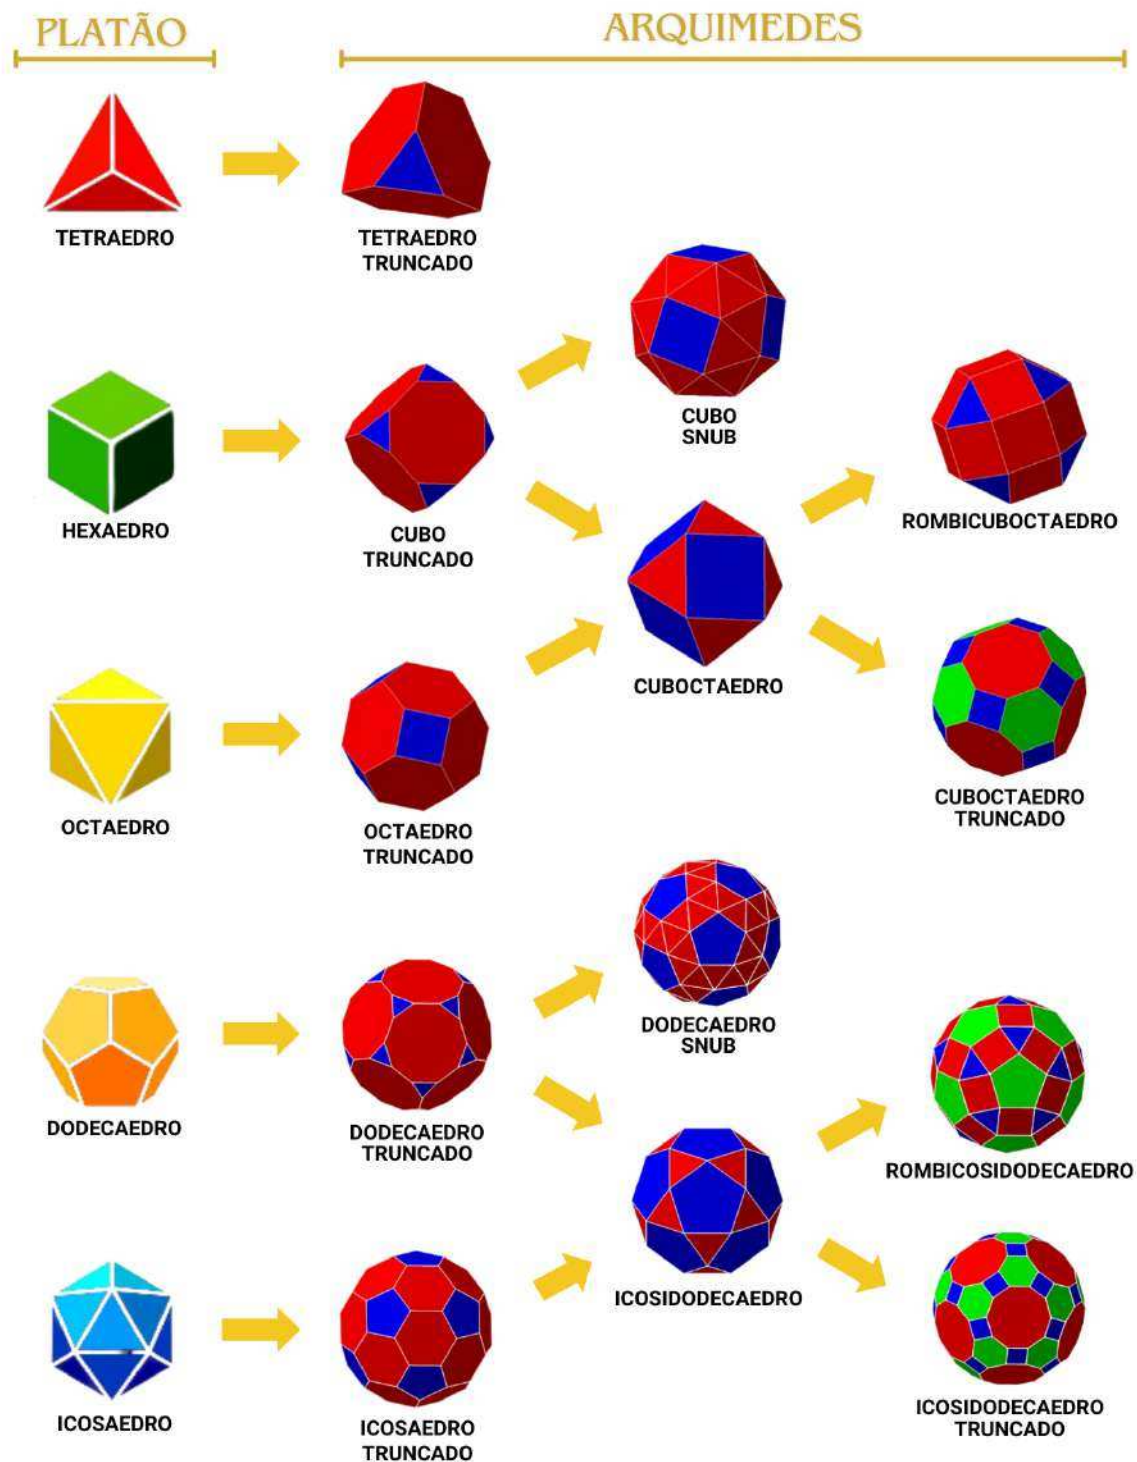 PLATÃO
ARQUIMEDES
TETRAEDRO
TETRAEDRO
TRUNCADO
CUBO
SNUB
HEXAEDRO
CUBO
TRUNCADO
ROMBICUBOCTAEDRO
CUBOCTAEDRO
OCTAEDRO
OCTAEDRO
TRUNCADO
CUBOCTAEDRO
TRUNCADO
DODECAEDRO
SNUB
DODECAEDRO
DODECAEDRO
TRUNCADO
ROMBICOSIDODECAEDRO
ICOSIDODECAEDRO
ICOSAEDRO
ICOSAEDRO
TRUNCADO
ICOSIDODECAEDRO
TRUNCADO